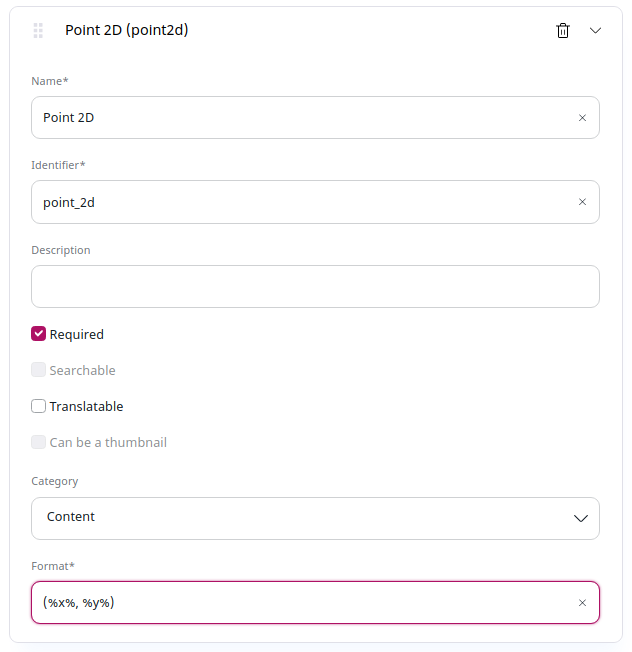 Point 2D (point2d)
Name*
Point 2D
Identifier*
point_2d
Description
Required
Searchable
Translatable
Can be a thumbnail
Category
Content
Format*
(%x%, %y%)